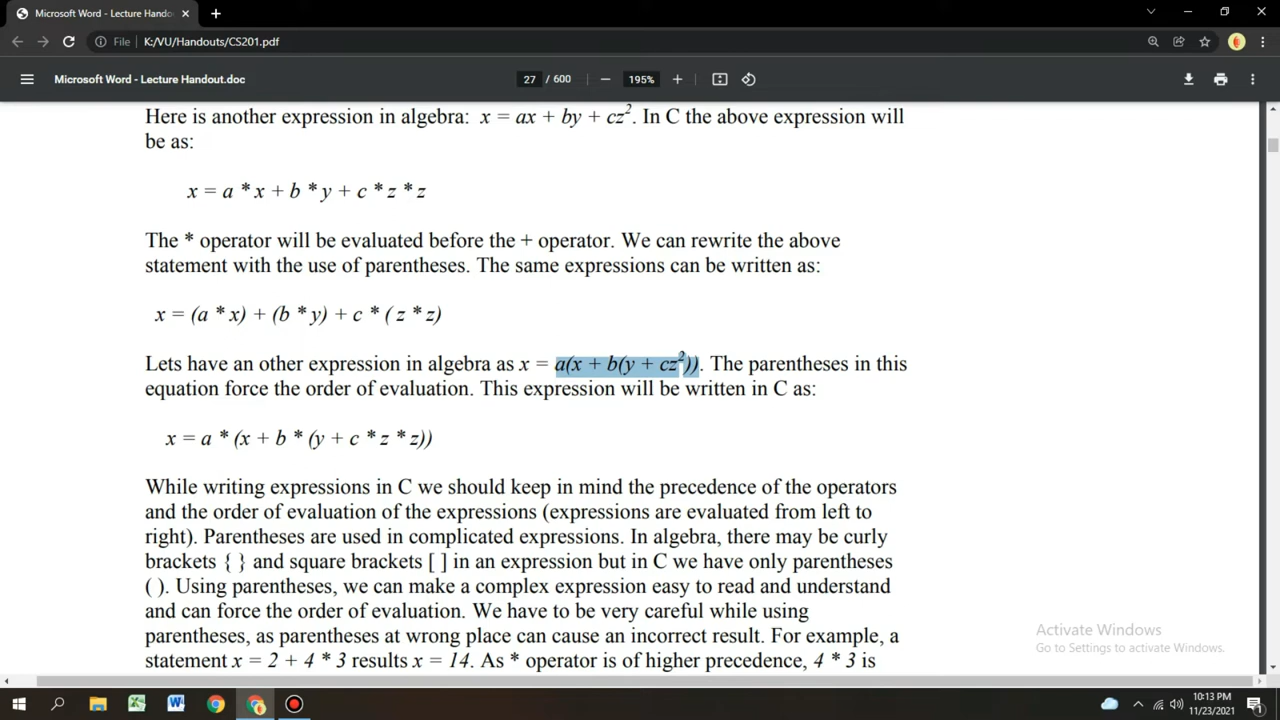 Microsoft Word - Lecture Hando
File K:/VU/Handouts/CS201.pdf
Microsoft Word - Lecture Handout.doc 27 / 600 195%
Here is another expression in algebra: x = ax + by + cz². In C the above expression will
be as:
x = a * x + b * y + c * z * z
The * operator will be evaluated before the + operator. We can rewrite the above
statement with the use of parentheses. The same expressions can be written as:
x = (a * x) + (b * y) + c * ( z * z)
Lets have an other expression in algebra as x = a(x + b(y + cz²)). The parentheses in this
equation force the order of evaluation. This expression will be written in C as:
x = a * (x + b * (y + c * z * z))
While writing expressions in C we should keep in mind the precedence of the operators
and the order of evaluation of the expressions (expressions are evaluated from left to
right). Parentheses are used in complicated expressions. In algebra, there may be curly
brackets { } and square brackets [ ] in an expression but in C we have only parentheses
( ). Using parentheses, we can make a complex expression easy to read and understand
and can force the order of evaluation. We have to be very careful while using
parentheses, as parentheses at wrong place can cause an incorrect result. For example, a
statement x = 2 + 4 * 3 results x = 14. As * operator is of higher precedence, 4 * 3 is
Activate Windows
Go to Settings to activate Windows.
10:13 PM
11/23/2021